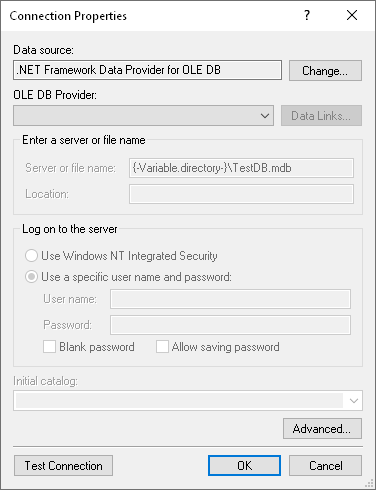 Connection Properties
Data source:
.NET Framework Data Provider for OLE DB
Change...
OLE DB Provider:
Data Links...
Enter a server or file name
Server or file name:
{-Variable.directory-}\TestDB.mdb
Location:
Log on to the server
Use Windows NT Integrated Security
Use a specific user name and password:
User name:
Password:
Blank password
Allow saving password
Initial catalog:
Advanced...
Test Connection
OK
Cancel